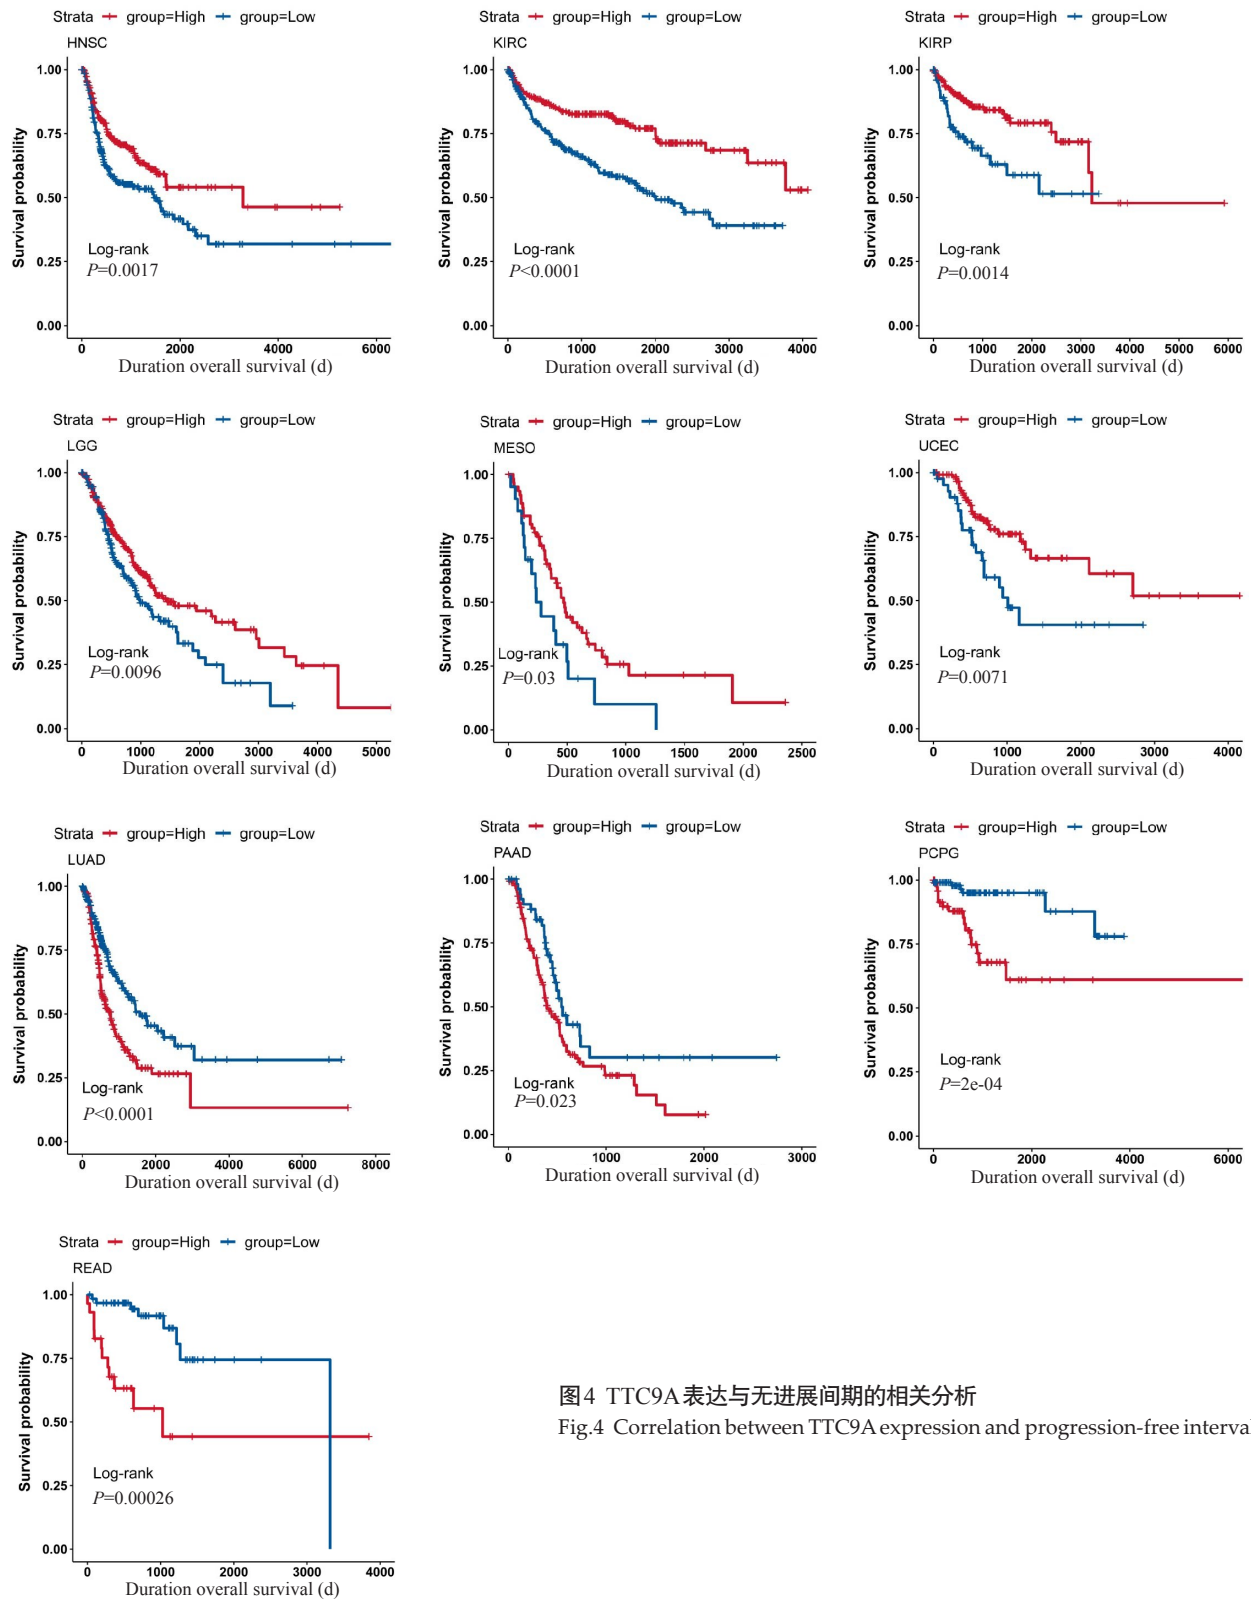 Strata group=High group=Low
HNSC
Survival probability
1.00
0.75
0.50
0.25
0.00
Log-rank
P=0.0017
0 2000 4000 6000
Duration overall survival (d)
Strata group=High group=Low
KIRC
Survival probability
1.00
0.75
0.50
0.25
0.00
Log-rank
P<0.0001
0 1000 2000 3000 4000
Duration overall survival (d)
Strata group=High group=Low
KIRP
Survival probability
1.00
0.75
0.50
0.25
0.00
Log-rank
P=0.0014
0 1000 2000 3000 4000 5000 6000
Duration overall survival (d)
Strata group=High group=Low
LGG
Survival probability
1.00
0.75
0.50
0.25
0.00
Log-rank
P=0.0096
0 1000 2000 3000 4000 5000
Duration overall survival (d)
Strata group=High group=Low
MESO
Survival probability
1.00
0.75
0.50
0.25
0.00
Log-rank
P=0.03
0 500 1000 1500 2000 2500
Duration overall survival (d)
Strata group=High group=Low
UCEC
Survival probability
1.00
0.75
0.50
0.25
0.00
Log-rank
P=0.0071
0 1000 2000 3000 4000
Duration overall survival (d)
Strata group=High group=Low
LUAD
Survival probability
1.00
0.75
0.50
0.25
0.00
Log-rank
P<0.0001
0 2000 4000 6000 8000
Duration overall survival (d)
Strata group=High group=Low
PAAD
Survival probability
1.00
0.75
0.50
0.25
0.00
Log-rank
P=0.023
0 1000 2000 3000
Duration overall survival (d)
Strata group=High group=Low
PCPG
Survival probability
1.00
0.75
0.50
0.25
0.00
Log-rank
P=2e-04
0 2000 4000 6000
Duration overall survival (d)
Strata group=High group=Low
READ
Survival probability
1.00
0.75
0.50
0.25
0.00
Log-rank
P=0.00026
0 1000 2000 3000 4000
Duration overall survival (d)
图4 TTC9A表达与无进展间期的相关分析
Fig.4 Correlation between TTC9A expression and progression-free interval